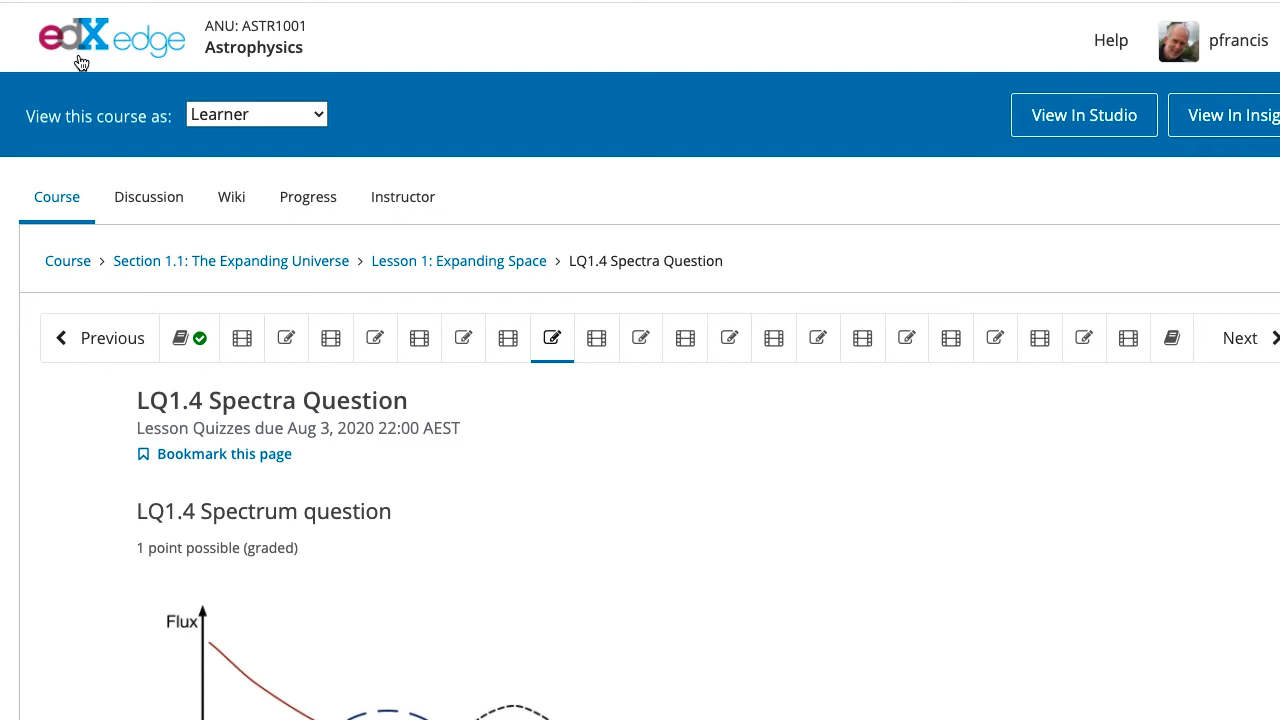 edX edge
ANU: ASTR1001
Astrophysics
Help
pfrancis
View this course as:
Learner
View In Studio
View In Insig
Course
Discussion
Wiki
Progress
Instructor
Course > Section 1.1: The Expanding Universe > Lesson 1: Expanding Space > LQ1.4 Spectra Question
Previous
Next
LQ1.4 Spectra Question
Lesson Quizzes due Aug 3, 2020 22:00 AEST
Bookmark this page
LQ1.4 Spectrum question
1 point possible (graded)
Flux